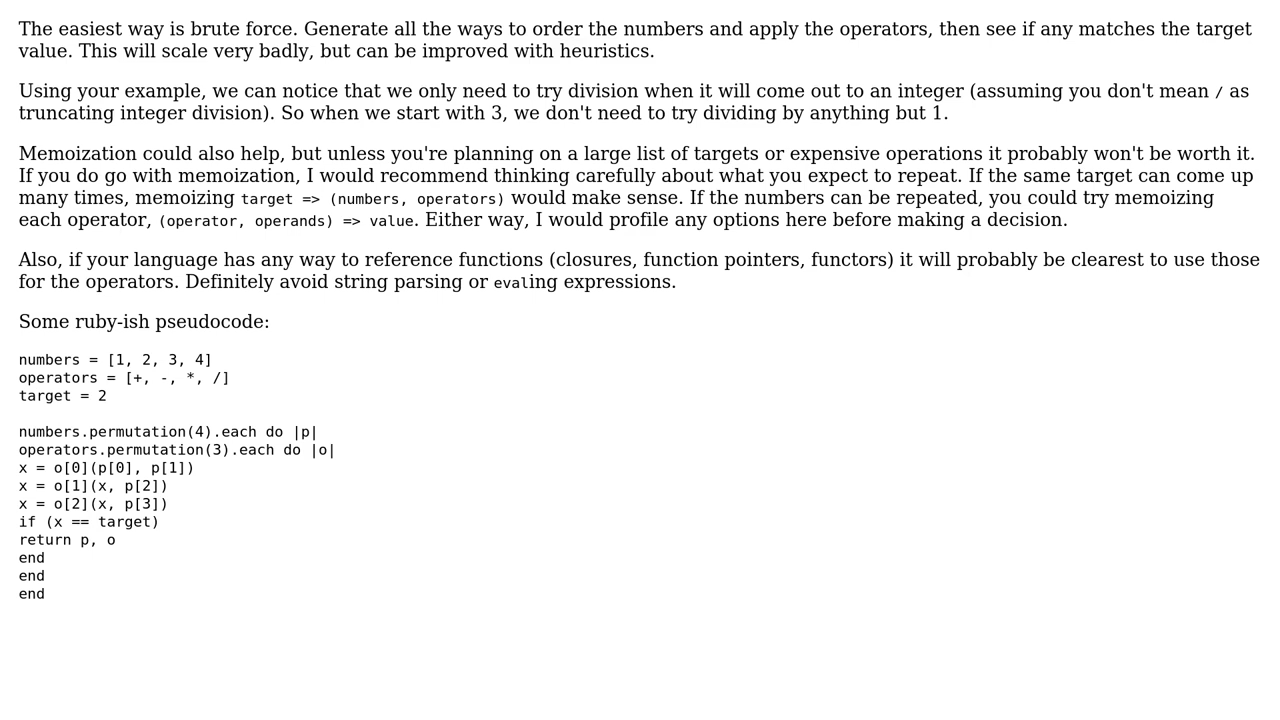 The easiest way is brute force. Generate all the ways to order the numbers and apply the operators, then see if any matches the target
value. This will scale very badly, but can be improved with heuristics.
Using your example, we can notice that we only need to try division when it will come out to an integer (assuming you don't mean / as
truncating integer division). So when we start with 3, we don't need to try dividing by anything but 1.
Memoization could also help, but unless you're planning on a large list of targets or expensive operations it probably won't be worth it.
If you do go with memoization, I would recommend thinking carefully about what you expect to repeat. If the same target can come up
many times, memoizing target => (numbers, operators) would make sense. If the numbers can be repeated, you could try memoizing
each operator, (operator, operands) => value. Either way, I would profile any options here before making a decision.
Also, if your language has any way to reference functions (closures, function pointers, functors) it will probably be clearest to use those
for the operators. Definitely avoid string parsing or evaling expressions.
Some ruby-ish pseudocode:
numbers = [1, 2, 3, 4]
operators = [+, -, *, /]
target = 2
numbers.permutation(4).each do |p|
operators.permutation(3).each do |o|
x = o[0](p[0], p[1])
x = o[1](x, p[2])
x = o[2](x, p[3])
if (x == target)
return p, o
end
end
end